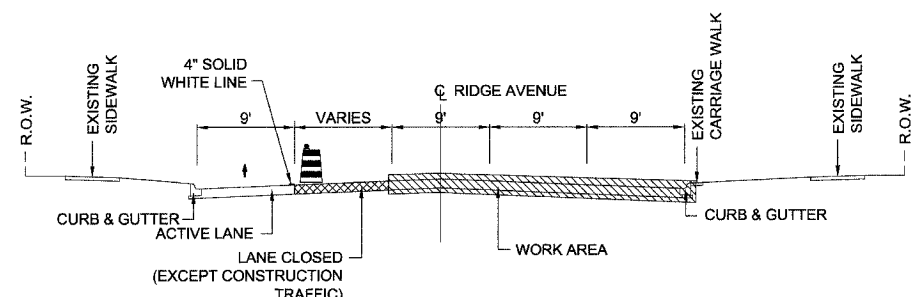 4" SOLID
WHITE LINE
℄ RIDGE AVENUE
R.O.W.
EXISTING
SIDEWALK
9'
VARIES
9'
9'
9'
EXISTING
CARRIAGE WALK
EXISTING
SIDEWALK
R.O.W.
CURB & GUTTER
ACTIVE LANE
LANE CLOSED
(EXCEPT CONSTRUCTION
TRAFFIC)
WORK AREA
CURB & GUTTER